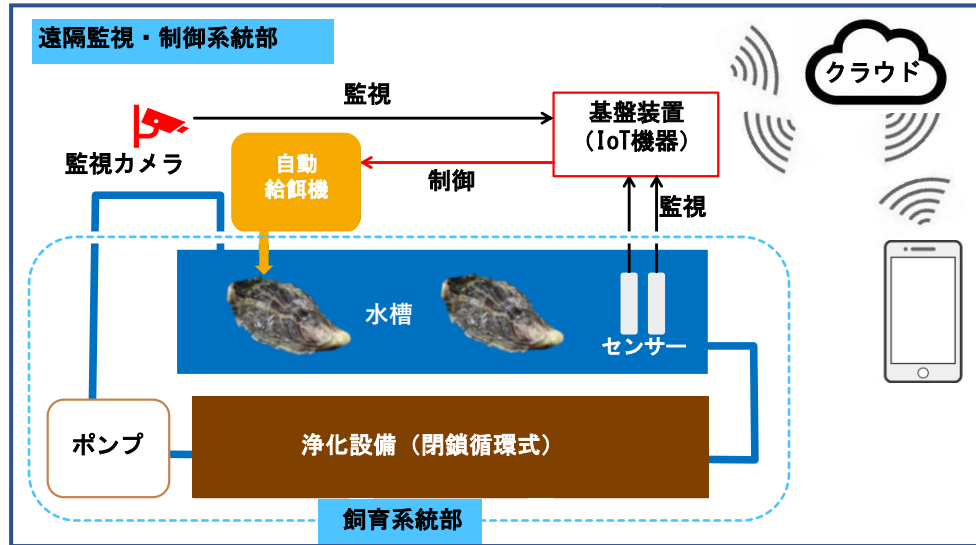 遠隔監視・制御系統部
クラウド
監視
基盤装置
(IoT機器)
監視カメラ
自動
給餌機
制御
監視
水槽
センサー
ポンプ
浄化設備(閉鎖循環式)
飼育系統部